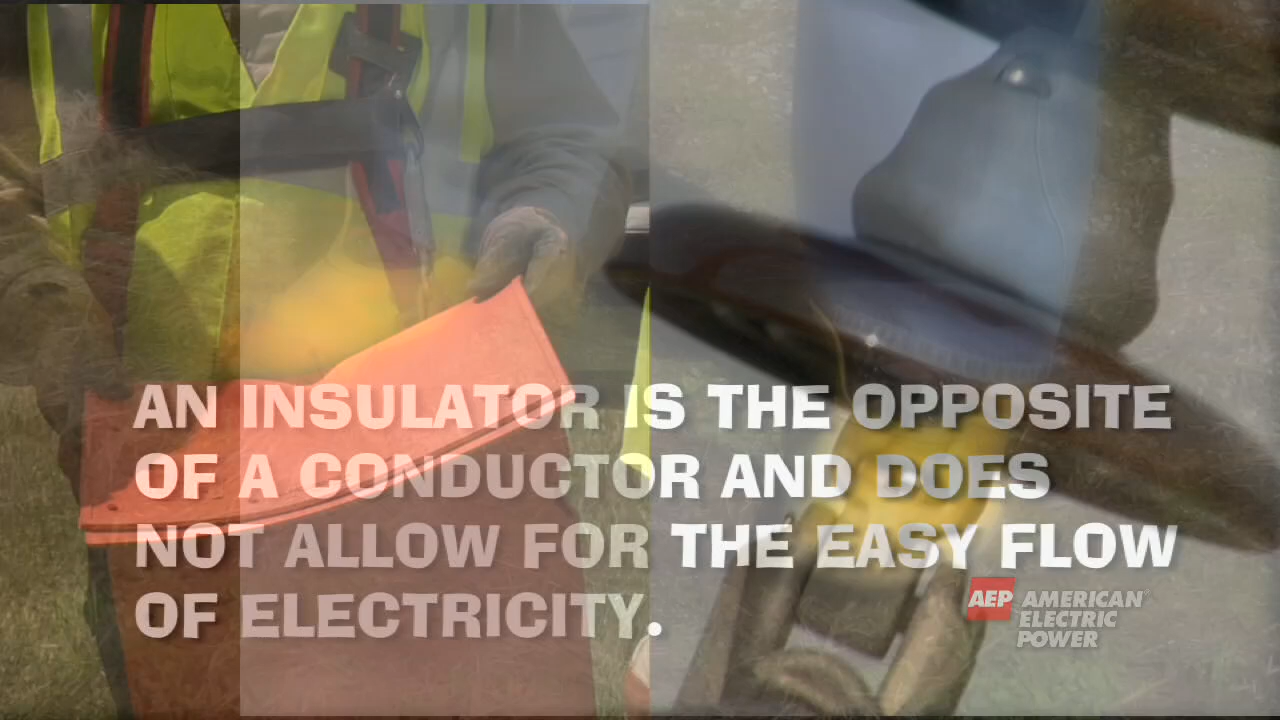 AN INSULATOR IS THE OPPOSITE
OF A CONDUCTOR AND DOES
NOT ALLOW FOR THE EASY FLOW
OF ELECTRICITY.
AEP AMERICAN
ELECTRIC
POWER